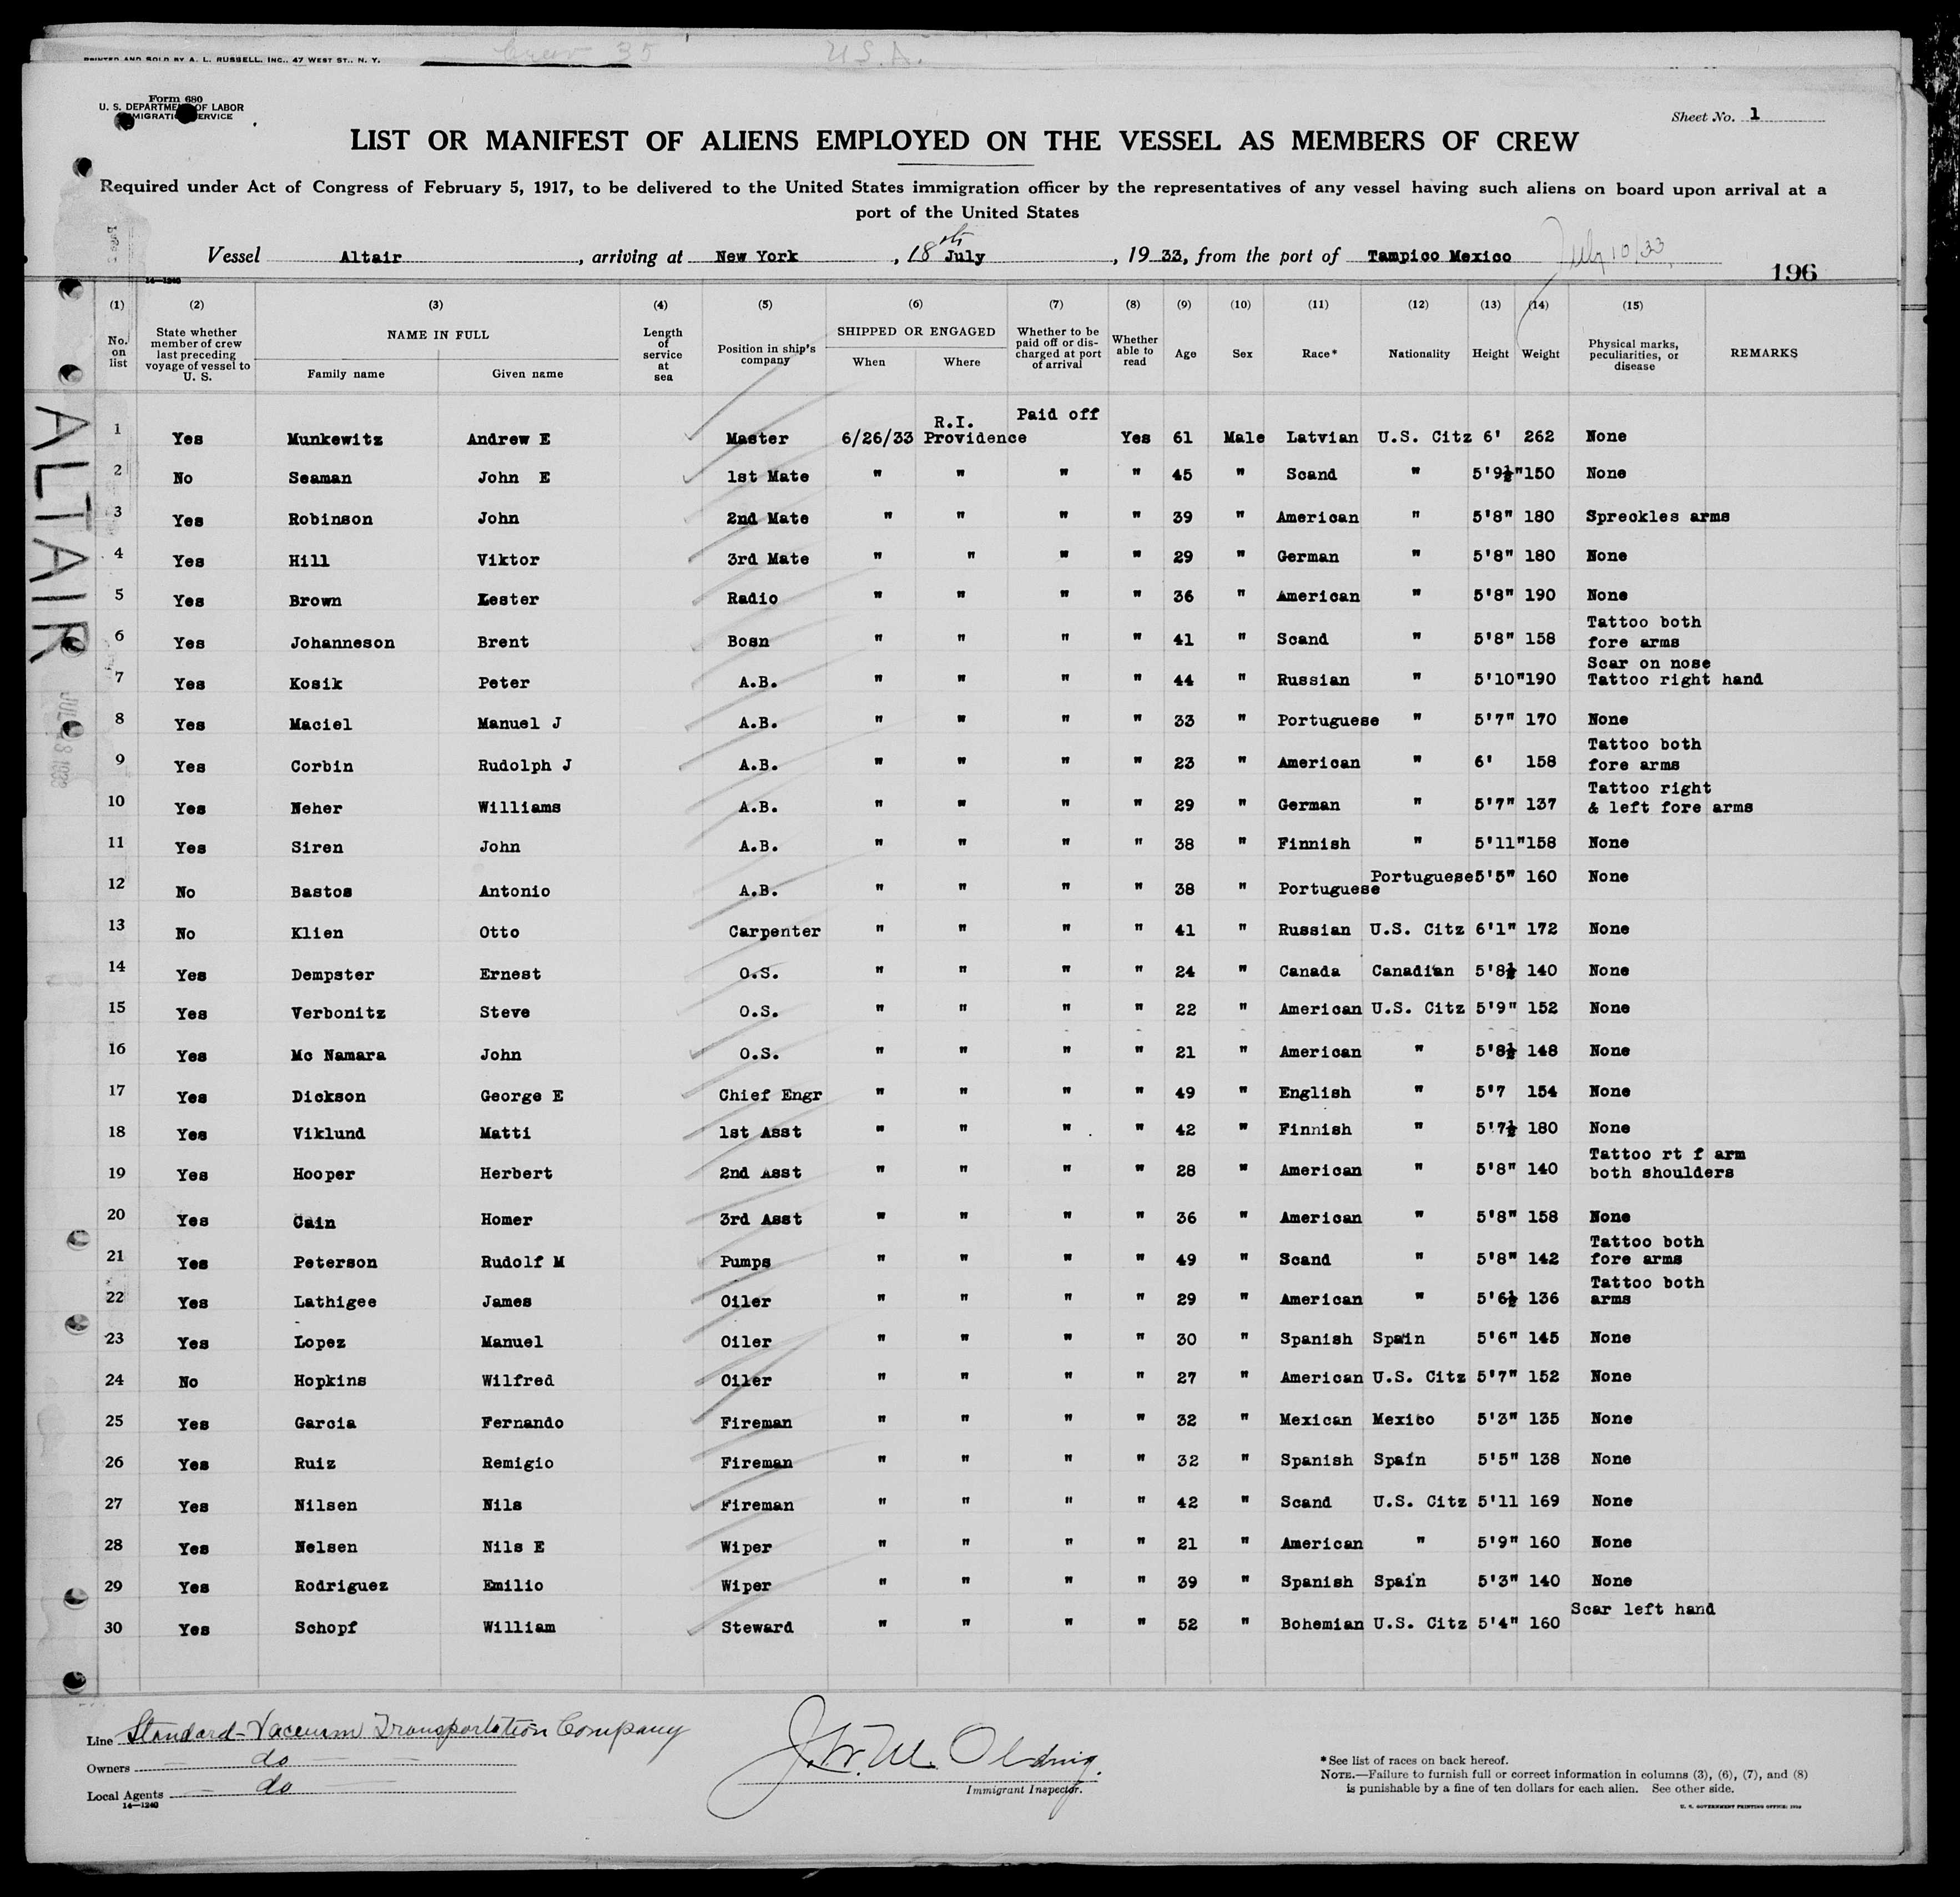 Crew 35 U.S.A.
PRINTED AND SOLD BY A. L. RUSSELL, INC., 47 WEST ST., N. Y.
Form 680
U. S. DEPARTMENT OF LABOR
IMMIGRATION SERVICE
Sheet No. 1
LIST OR MANIFEST OF ALIENS EMPLOYED ON THE VESSEL AS MEMBERS OF CREW
Required under Act of Congress of February 5, 1917, to be delivered to the United States immigration officer by the representatives of any vessel having such aliens on board upon arrival at a
port of the United States
Vessel Altair, arriving at New York, 18th July, 1933, from the port of Tampico Mexico July 10/33
196
14—1240
(1) (2) (3) (4) (5) (6) (7) (8) (9) (10) (11) (12) (13) (14) (15)
No. on list | State whether member of crew last preceding voyage of vessel to U. S. | NAME IN FULL Family name Given name | Length of service at sea | Position in ship's company | SHIPPED OR ENGAGED When Where | Whether to be paid off or discharged at port of arrival | Whether able to read | Age | Sex | Race* | Nationality | Height | Weight | Physical marks, peculiarities, or disease | REMARKS
ALTAIR
1 Yes Munkewitz Andrew E Master 6/26/33 R.I. Providence Paid off Yes 61 Male Latvian U.S. Citz 6' 262 None
2 No Seaman John E 1st Mate " " " " 45 " Scand " 5'9½" 150 None
3 Yes Robinson John 2nd Mate " " " " 39 " American " 5'8" 180 Spreckles arms
4 Yes Hill Viktor 3rd Mate " " " " 29 " German " 5'8" 180 None
5 Yes Brown Lester Radio " " " " 36 " American " 5'8" 190 None
6 Yes Johanneson Brent Bosn " " " " 41 " Scand " 5'8" 158 Tattoo both fore arms
7 Yes Kosik Peter A.B. " " " " 44 " Russian " 5'10" 190 Scar on nose Tattoo right hand
8 Yes Maciel Manuel J A.B. " " " " 33 " Portuguese " 5'7" 170 None
9 Yes Corbin Rudolph J A.B. " " " " 23 " American " 6' 158 Tattoo both fore arms
10 Yes Neher Williams A.B. " " " " 29 " German " 5'7" 137 Tattoo right & left fore arms
11 Yes Siren John A.B. " " " " 38 " Finnish " 5'11" 158 None
12 No Bastos Antonio A.B. " " " " 38 " Portuguese Portuguese 5'5" 160 None
13 No Klien Otto Carpenter " " " " 41 " Russian U.S. Citz 6'1" 172 None
14 Yes Dempster Ernest O.S. " " " " 24 " Canada Canadian 5'8½ 140 None
15 Yes Verbonitz Steve O.S. " " " " 22 " American U.S. Citz 5'9" 152 None
16 Yes Mc Namara John O.S. " " " " 21 " American " 5'8½ 148 None
17 Yes Dickson George E Chief Engr " " " " 49 " English " 5'7 154 None
18 Yes Viklund Matti 1st Asst " " " " 42 " Finnish " 5'7½ 180 None
19 Yes Hooper Herbert 2nd Asst " " " " 28 " American " 5'8" 140 Tattoo rt f arm both shoulders
20 Yes Cain Homer 3rd Asst " " " " 36 " American " 5'8" 158 None
21 Yes Peterson Rudolf M Pumps " " " " 49 " Scand " 5'8" 142 Tattoo both fore arms
22 Yes Lathigee James Oiler " " " " 29 " American " 5'6½ 136 Tattoo both arms
23 Yes Lopez Manuel Oiler " " " " 30 " Spanish Spain 5'6" 145 None
24 No Hopkins Wilfred Oiler " " " " 27 " American U.S. Citz 5'7" 152 None
25 Yes Garcia Fernando Fireman " " " " 32 " Mexican Mexico 5'3" 135 None
26 Yes Ruiz Remigio Fireman " " " " 32 " Spanish Spain 5'5" 138 None
27 Yes Nilsen Nils Fireman " " " " 42 " Scand U.S. Citz 5'11 169 None
28 Yes Nelsen Nils E Wiper " " " " 21 " American " 5'9" 160 None
29 Yes Rodriguez Emilio Wiper " " " " 39 " Spanish Spain 5'3" 140 None
30 Yes Schopf William Steward " " " " 52 " Bohemian U.S. Citz 5'4" 160 Scar left hand
Line Standard-Vacuum Transportation Company
Owners do
Local Agents do
14—1240
Immigrant Inspector.
*See list of races on back hereof.
NOTE.—Failure to furnish full or correct information in columns (3), (6), (7), and (8)
is punishable by a fine of ten dollars for each alien. See other side.